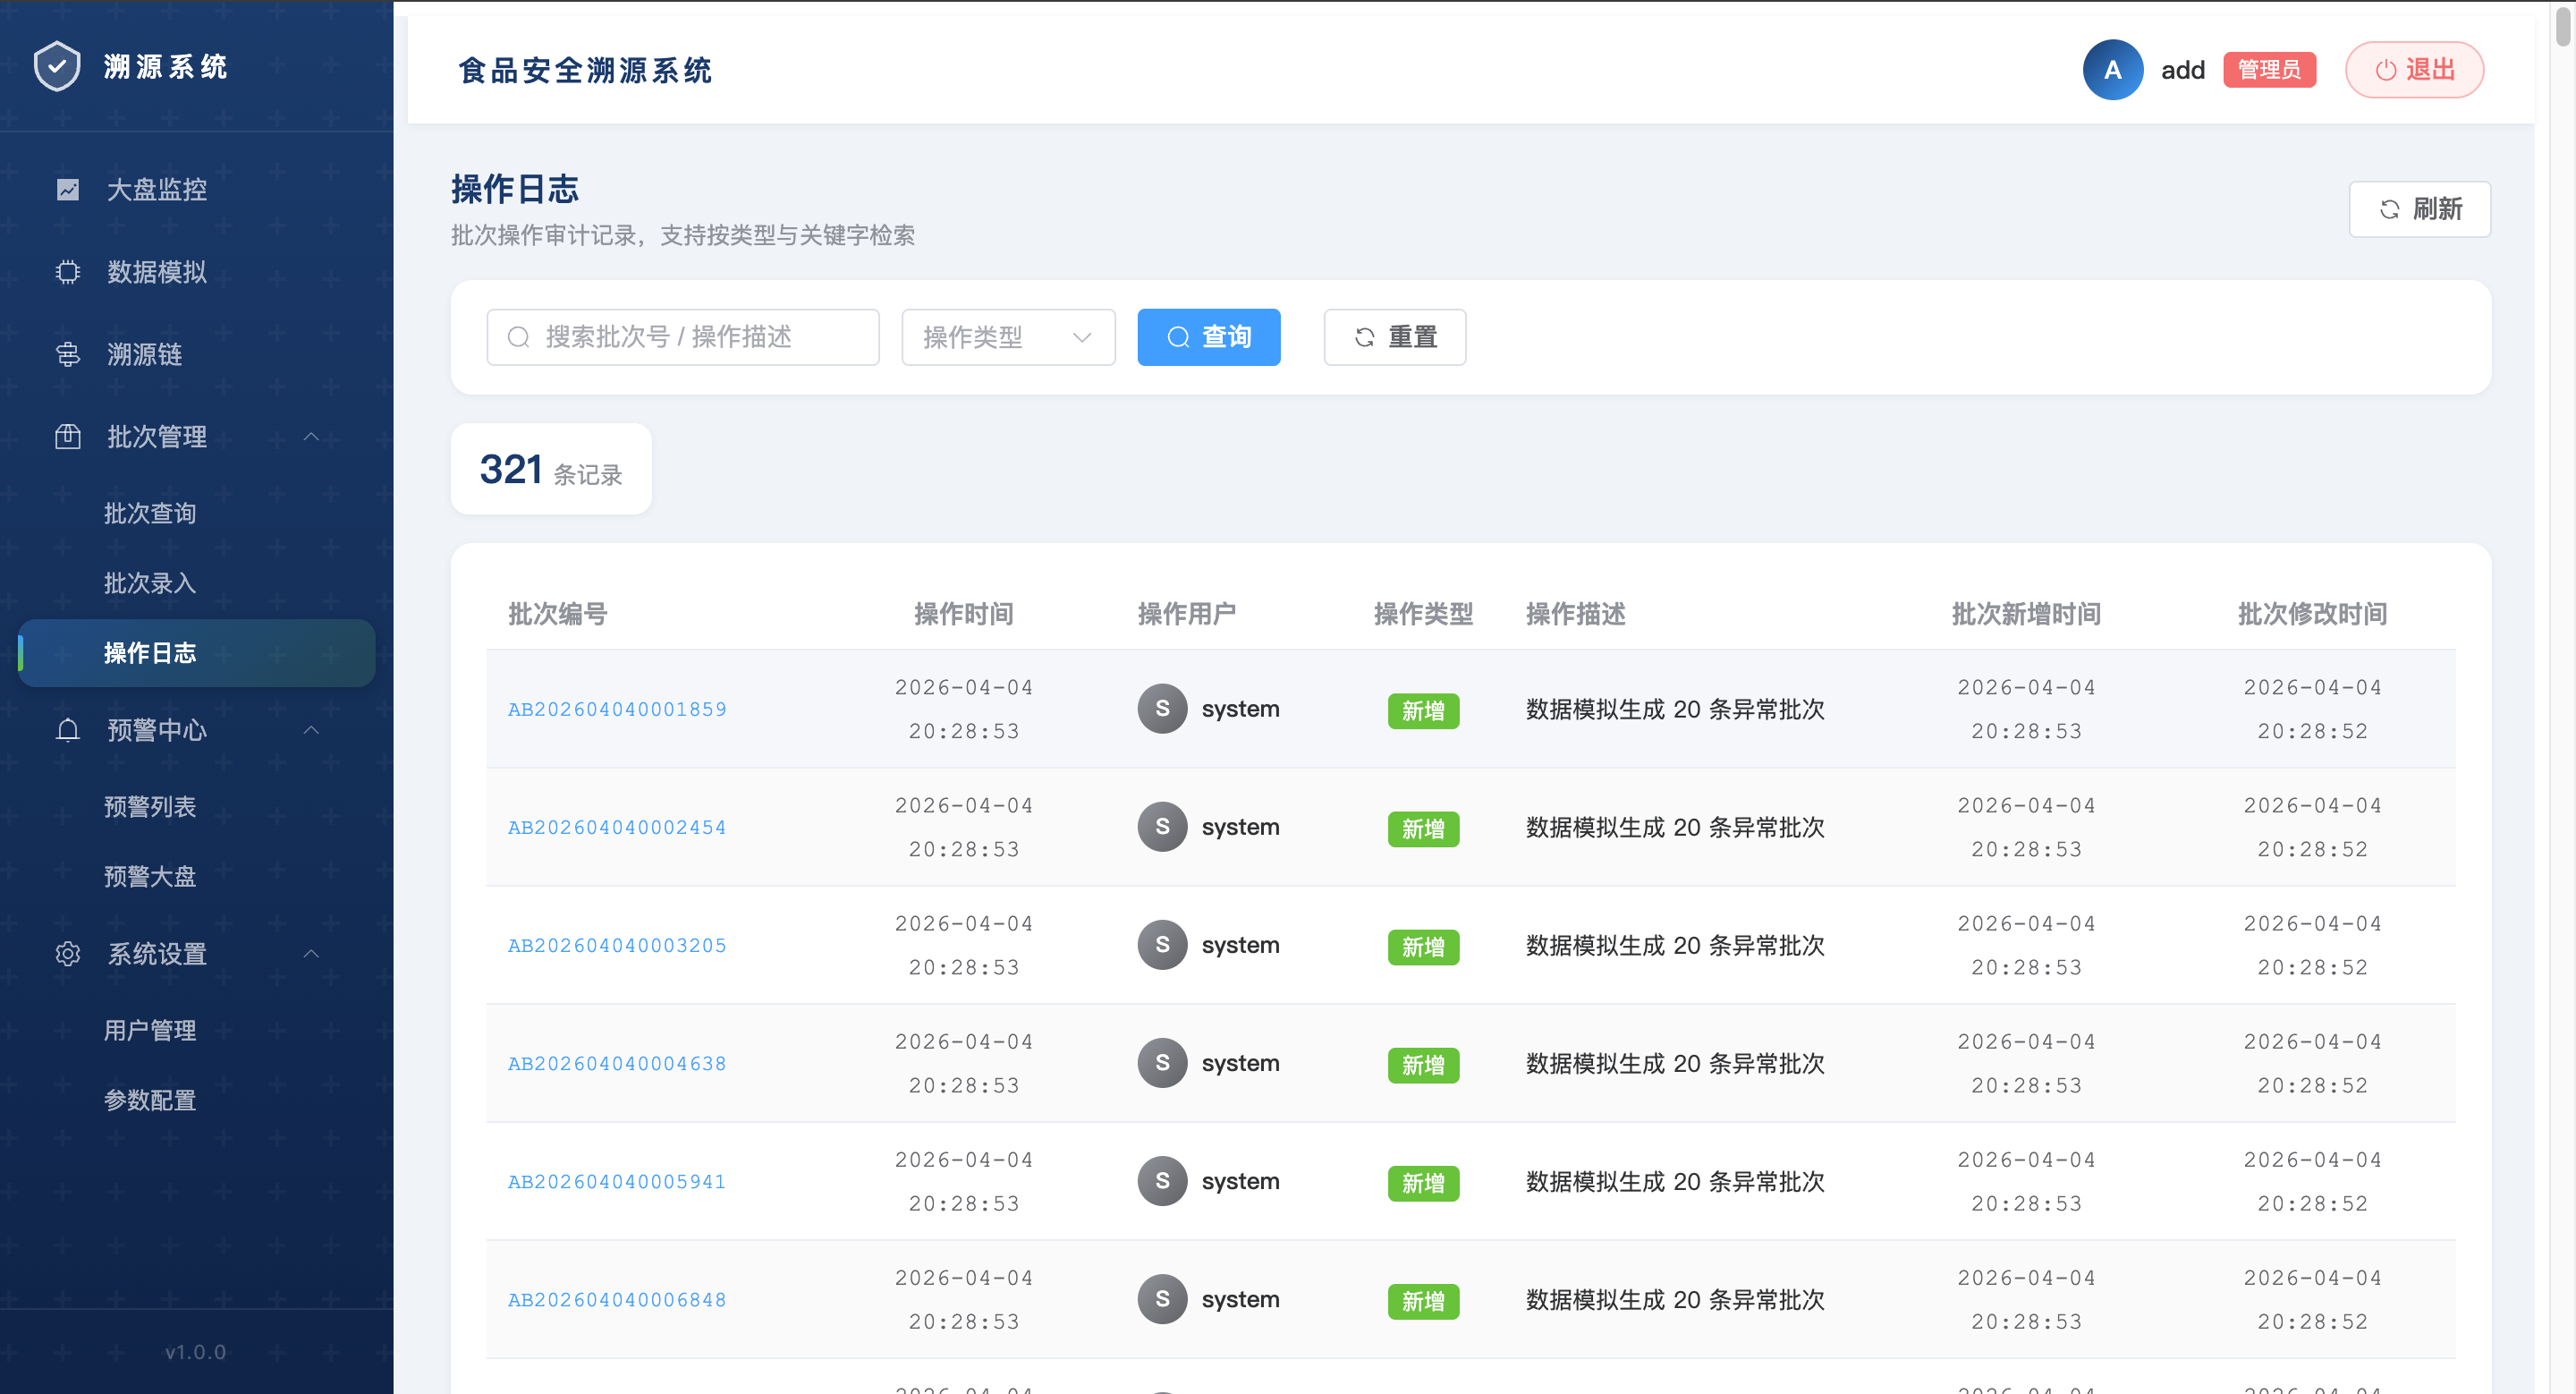 溯源系统
大盘监控
数据模拟
溯源链
批次管理
批次查询
批次录入
操作日志
预警中心
预警列表
预警大盘
系统设置
用户管理
参数配置
v1.0.0
食品安全溯源系统
A add 管理员 退出
操作日志
批次操作审计记录，支持按类型与关键字检索
刷新
搜索批次号 / 操作描述 操作类型 查询 重置
321 条记录
批次编号 操作时间 操作用户 操作类型 操作描述 批次新增时间 批次修改时间
AB202604040001859 2026-04-04 20:28:53 S system 新增 数据模拟生成 20 条异常批次 2026-04-04 20:28:53 2026-04-04 20:28:52
AB202604040002454 2026-04-04 20:28:53 S system 新增 数据模拟生成 20 条异常批次 2026-04-04 20:28:53 2026-04-04 20:28:52
AB202604040003205 2026-04-04 20:28:53 S system 新增 数据模拟生成 20 条异常批次 2026-04-04 20:28:53 2026-04-04 20:28:52
AB202604040004638 2026-04-04 20:28:53 S system 新增 数据模拟生成 20 条异常批次 2026-04-04 20:28:53 2026-04-04 20:28:52
AB202604040005941 2026-04-04 20:28:53 S system 新增 数据模拟生成 20 条异常批次 2026-04-04 20:28:53 2026-04-04 20:28:52
AB202604040006848 2026-04-04 20:28:53 S system 新增 数据模拟生成 20 条异常批次 2026-04-04 20:28:53 2026-04-04 20:28:52